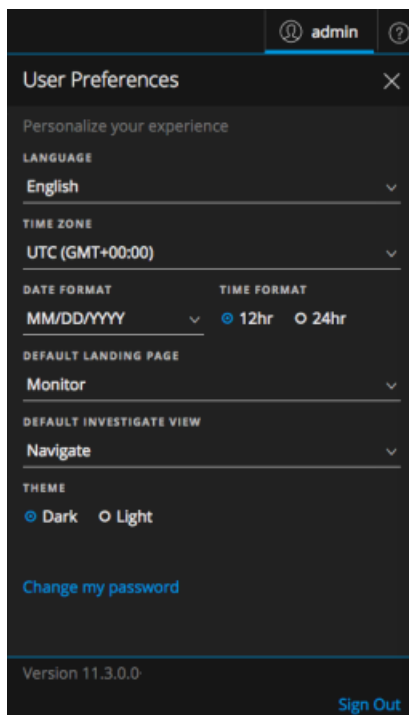 admin ?
User Preferences
Personalize your experience
LANGUAGE
English
TIME ZONE
UTC (GMT+00:00)
DATE FORMAT TIME FORMAT
MM/DD/YYYY 12hr 24hr
DEFAULT LANDING PAGE
Monitor
DEFAULT INVESTIGATE VIEW
Navigate
THEME
Dark Light
Change my password
Version 11.3.0.0
Sign Out